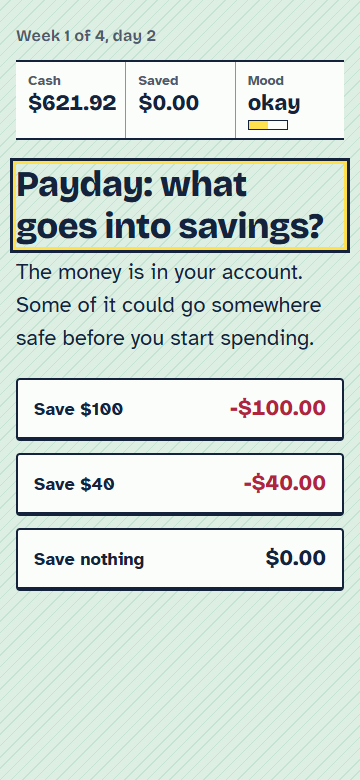 Week 1 of 4, day 2
Cash
$621.92
Saved
$0.00
Mood
okay
Payday: what
goes into savings?
The money is in your account.
Some of it could go somewhere
safe before you start spending.
Save $100
-$100.00
Save $40
-$40.00
Save nothing
$0.00